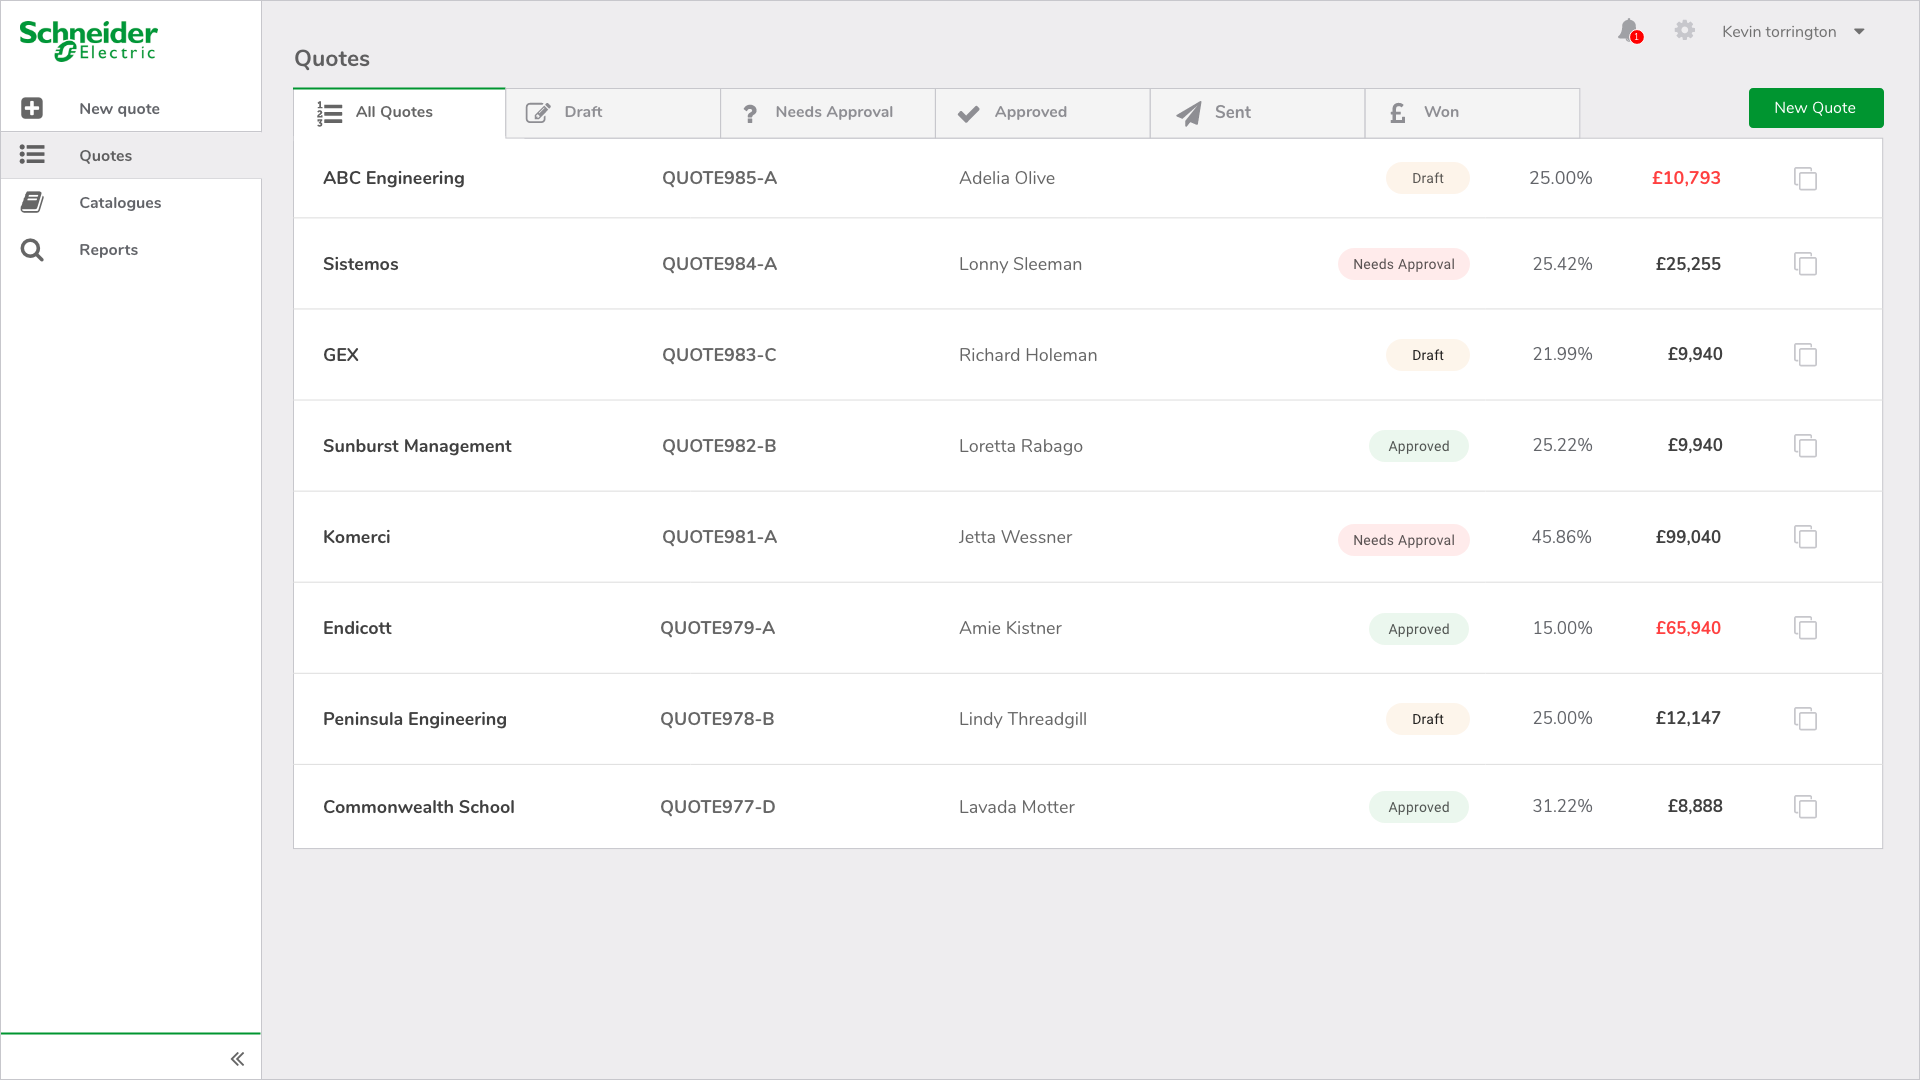 Schneider
Electric
New quote
Quotes
Catalogues
Reports
1
Kevin torrington
Quotes
1
2
3
All Quotes
Draft
? Needs Approval
Approved
Sent
£ Won
New Quote
ABC Engineering QUOTE985-A Adelia Olive Draft 25.00% £10,793
Sistemos QUOTE984-A Lonny Sleeman Needs Approval 25.42% £25,255
GEX QUOTE983-C Richard Holeman Draft 21.99% £9,940
Sunburst Management QUOTE982-B Loretta Rabago Approved 25.22% £9,940
Komerci QUOTE981-A Jetta Wessner Needs Approval 45.86% £99,040
Endicott QUOTE979-A Amie Kistner Approved 15.00% £65,940
Peninsula Engineering QUOTE978-B Lindy Threadgill Draft 25.00% £12,147
Commonwealth School QUOTE977-D Lavada Motter Approved 31.22% £8,888